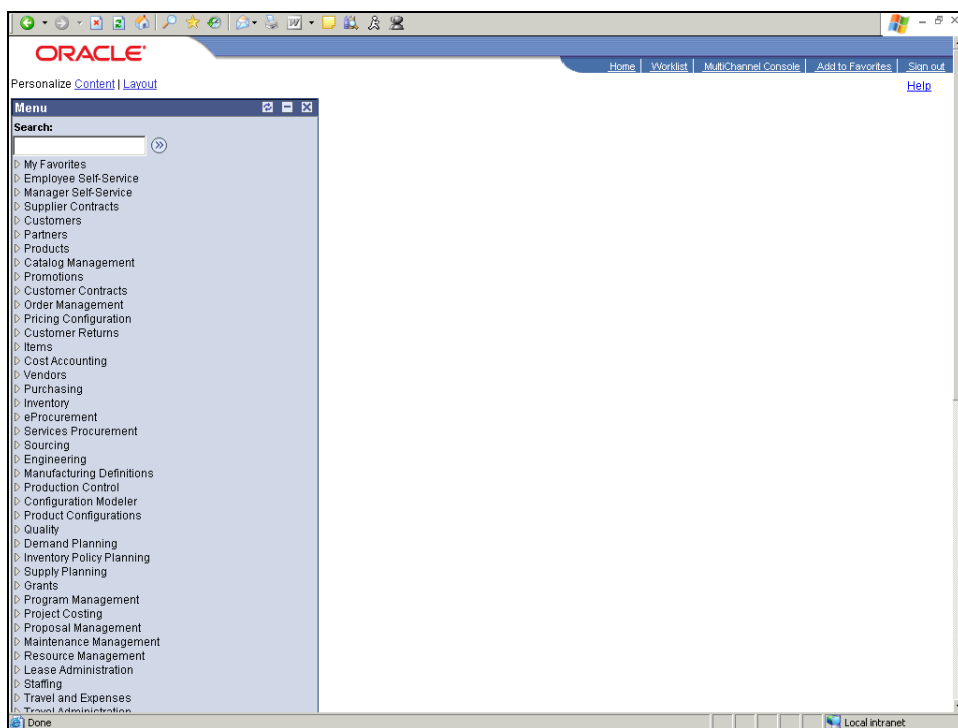 ORACLE
Home | Worklist | MultiChannel Console | Add to Favorites | Sign out
Personalize Content | Layout
Help
Menu
Search:
My Favorites
Employee Self-Service
Manager Self-Service
Supplier Contracts
Customers
Partners
Products
Catalog Management
Promotions
Customer Contracts
Order Management
Pricing Configuration
Customer Returns
Items
Cost Accounting
Vendors
Purchasing
Inventory
eProcurement
Services Procurement
Sourcing
Engineering
Manufacturing Definitions
Production Control
Configuration Modeler
Product Configurations
Quality
Demand Planning
Inventory Policy Planning
Supply Planning
Grants
Program Management
Project Costing
Proposal Management
Maintenance Management
Resource Management
Lease Administration
Staffing
Travel and Expenses
Travel Administration
Done
Local intranet